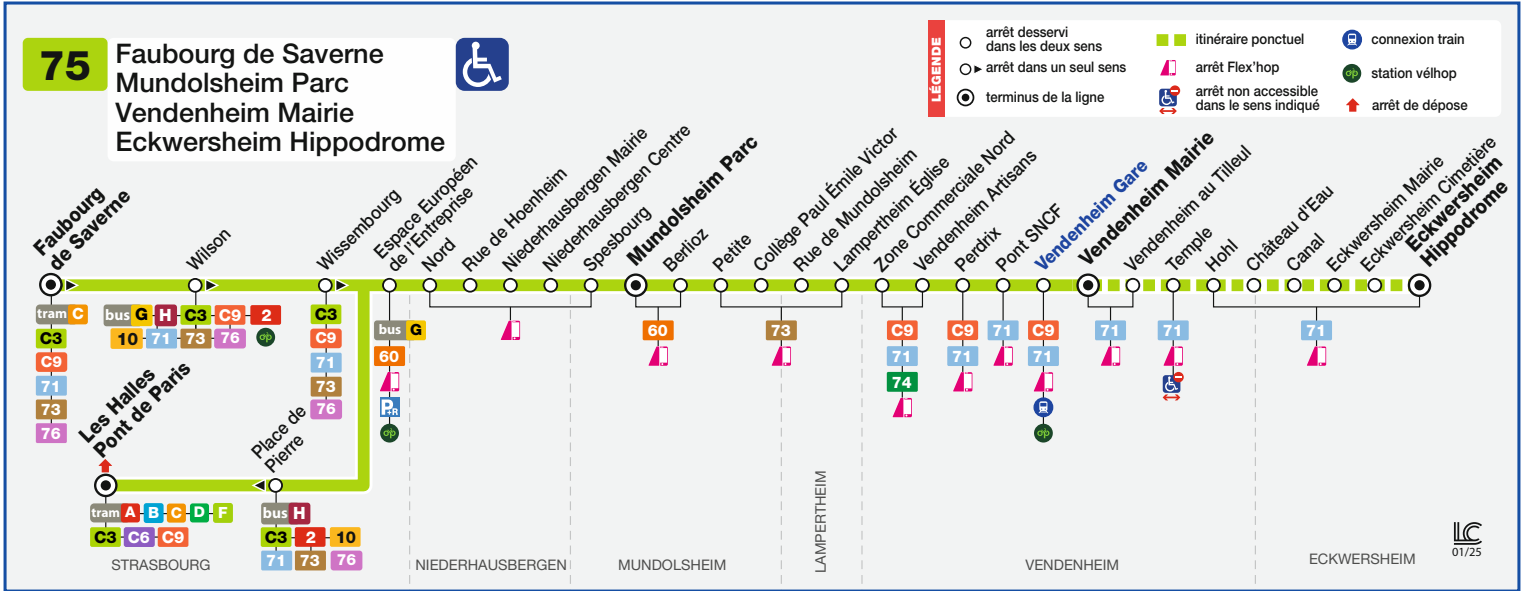 75
Faubourg de Saverne
Mundolsheim Parc
Vendenheim Mairie
Eckwersheim Hippodrome
LÉGENDE
arrêt desservi
dans les deux sens
arrêt dans un seul sens
terminus de la ligne
itinéraire ponctuel
arrêt Flex'hop
arrêt non accessible
dans le sens indiqué
connexion train
station vélhop
arrêt de dépose
Faubourg
de Saverne
Wilson
Wissembourg
Espace Européen
de l'Entreprise
Nord
Rue de Hoenheim
Niederhausbergen Mairie
Niederhausbergen Centre
Spesbourg
Mundolsheim Parc
Berlioz
Petite
Collège Paul Émile Victor
Rue de Mundolsheim
Lampertheim Église
Zone Commerciale Nord
Vendenheim Artisans
Perdrix
Pont SNCF
Vendenheim Gare
Vendenheim Mairie
Vendenheim au Tilleul
Temple
Hohl
Château d'Eau
Canal
Eckwersheim Mairie
Eckwersheim Cimetière
Eckwersheim
Hippodrome
tram C
C3
C9
71
73
76
bus G H C3 C9 2
10 71 73 76
C3
C9
71
73
76
bus G
60
P+R
60
73
C9
71
74
C9
71
71
C9
71
71
71
71
Les Halles
Pont de Paris
Place de
Pierre
tram A B C D F
C3 C6 C9
bus H
C3 2 10
71 73 76
STRASBOURG
NIEDERHAUSBERGEN
MUNDOLSHEIM
LAMPERTHEIM
VENDENHEIM
ECKWERSHEIM
LC
01/25